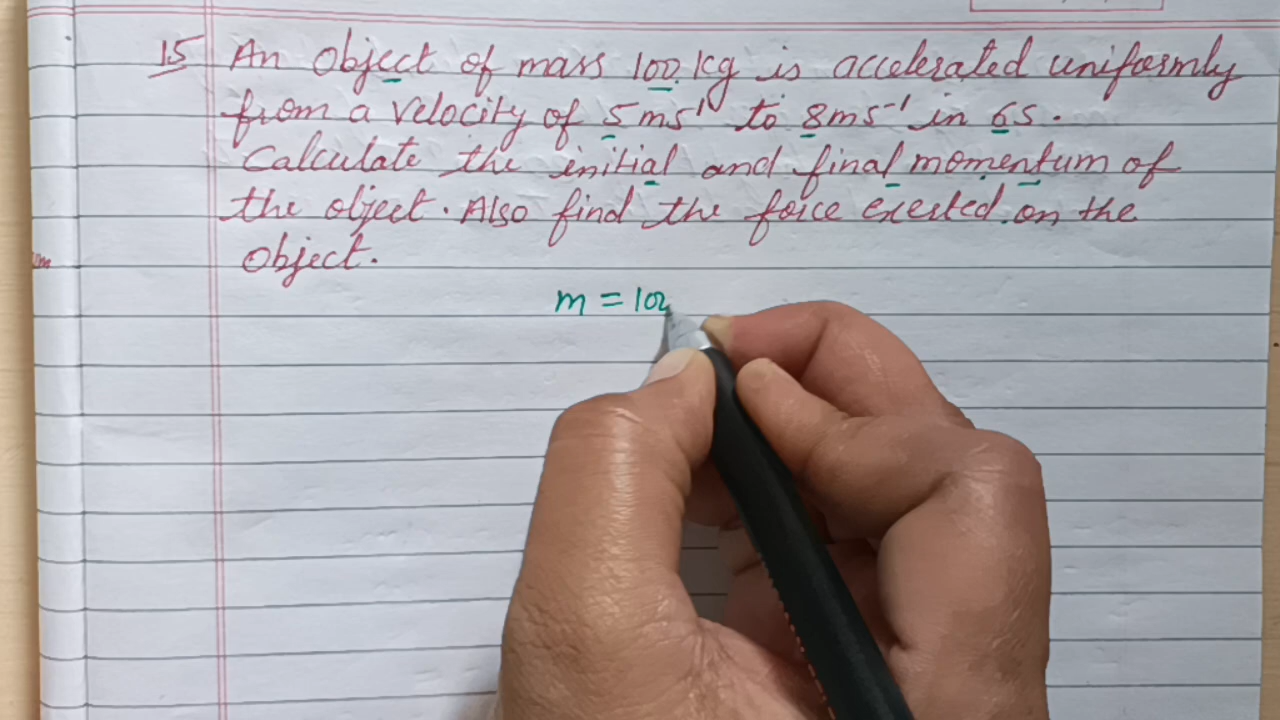 15 An object of mass 100 kg is accelerated uniformly
from a velocity of 5 ms⁻¹ to 8 ms⁻¹ in 6s.
Calculate the initial and final momentum of
the object. Also find the force exerted on the
object.
m = 100